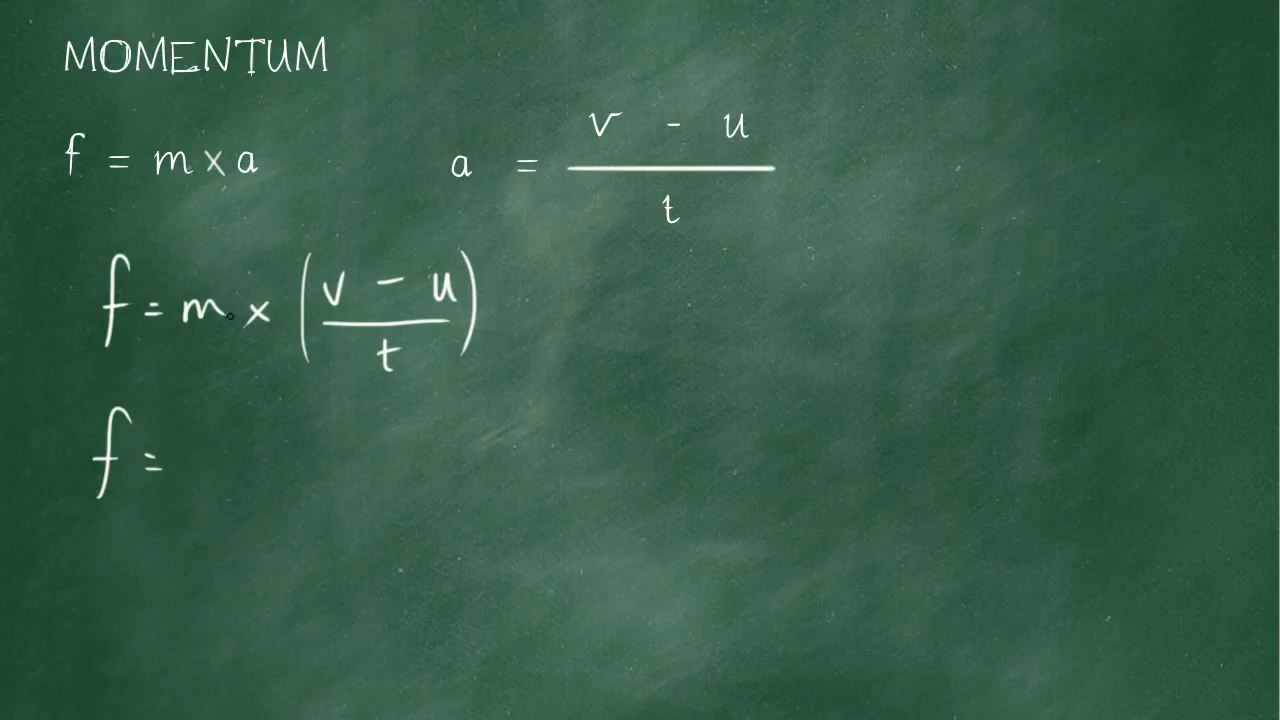 MOMENTUM
f = m x a
a = v - u / t
f = m x (v - u / t)
f =